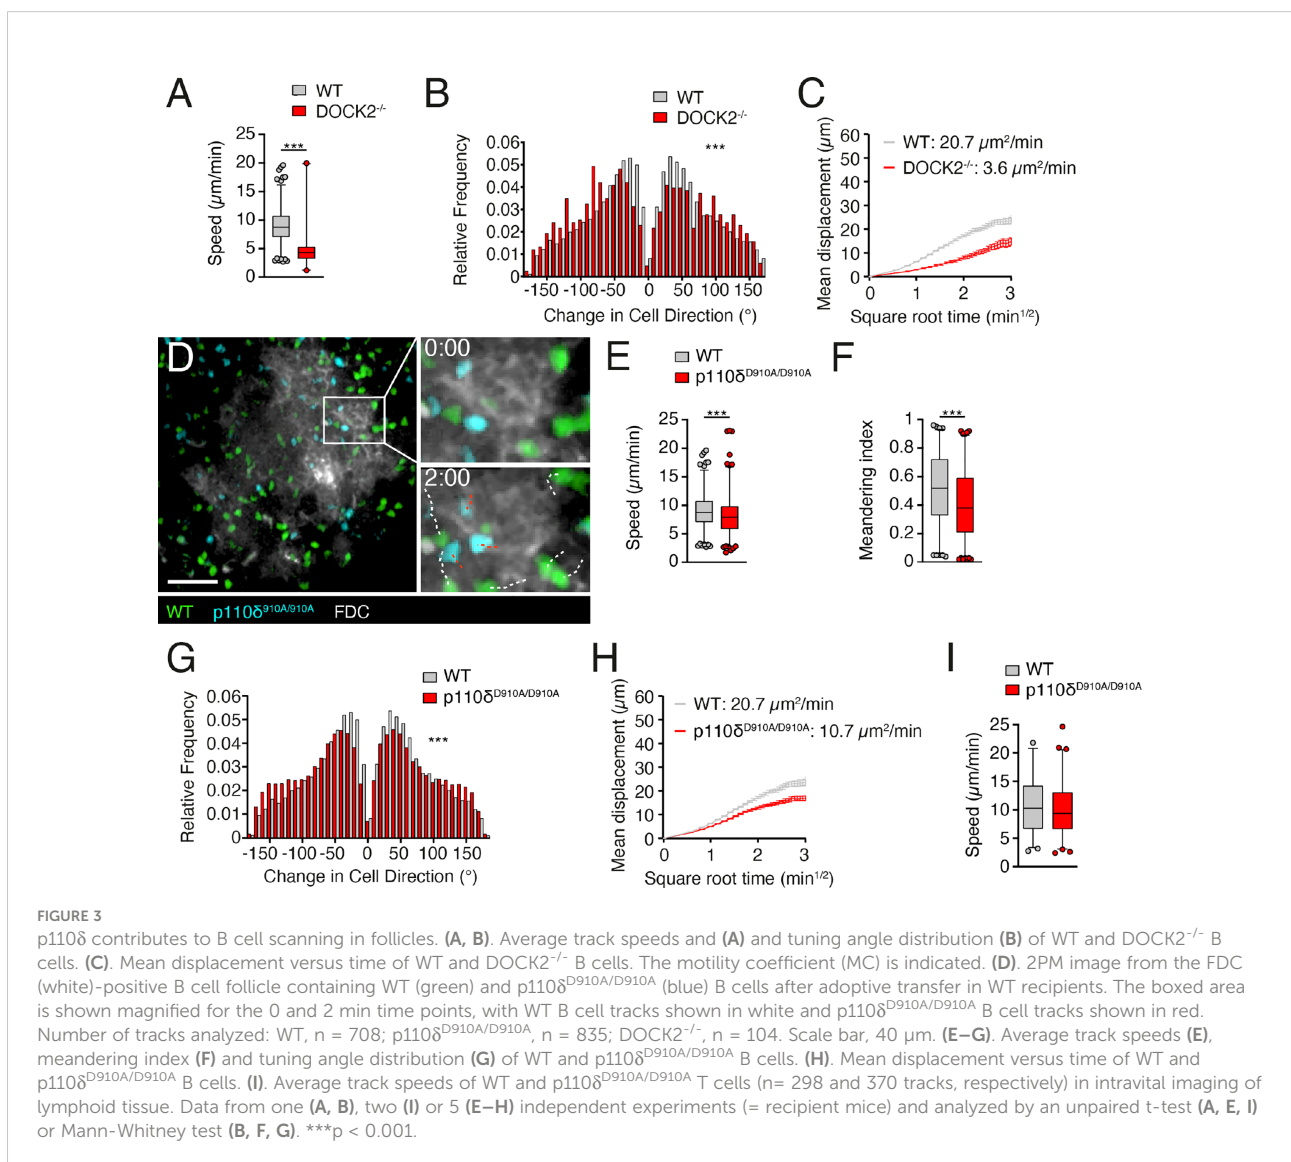 A
WT
DOCK2-/-
25
20
15
10
5
0
Speed (µm/min)
***
B
WT
DOCK2-/-
0.06
0.05
0.04
0.03
0.02
0.01
0
Relative Frequency
***
-150 -100 -50 0 50 100 150
Change in Cell Direction (°)
C
60
50
40
30
20
10
0
Mean displacement (µm)
WT: 20.7 µm2/min
DOCK2-/-: 3.6 µm2/min
0 1 2 3
Square root time (min1/2)
D
0:00
2:00
WT p110δ910A/910A FDC
E
WT
p110δD910A/D910A
25
20
15
10
5
0
Speed (µm/min)
***
F
1
0.8
0.6
0.4
0.2
0
Meandering index
***
G
WT
p110δD910A/D910A
0.06
0.05
0.04
0.03
0.02
0.01
0
Relative Frequency
***
-150 -100 -50 0 50 100 150
Change in Cell Direction (°)
H
60
50
40
30
20
10
0
Mean displacement (µm)
WT: 20.7 µm2/min
p110δD910A/D910A: 10.7 µm2/min
0 1 2 3
Square root time (min1/2)
I
WT
p110δD910A/D910A
25
20
15
10
5
0
Speed (µm/min)
FIGURE 3
p110δ contributes to B cell scanning in follicles. (A, B). Average track speeds and (A) and tuning angle distribution (B) of WT and DOCK2-/- B
cells. (C). Mean displacement versus time of WT and DOCK2-/- B cells. The motility coefficient (MC) is indicated. (D). 2PM image from the FDC
(white)-positive B cell follicle containing WT (green) and p110δD910A/D910A (blue) B cells after adoptive transfer in WT recipients. The boxed area
is shown magnified for the 0 and 2 min time points, with WT B cell tracks shown in white and p110δD910A/D910A B cell tracks shown in red.
Number of tracks analyzed: WT, n = 708; p110δD910A/D910A, n = 835; DOCK2-/-, n = 104. Scale bar, 40 µm. (E–G). Average track speeds (E),
meandering index (F) and tuning angle distribution (G) of WT and p110δD910A/D910A B cells. (H). Mean displacement versus time of WT and
p110δD910A/D910A B cells. (I). Average track speeds of WT and p110δD910A/D910A T cells (n= 298 and 370 tracks, respectively) in intravital imaging of
lymphoid tissue. Data from one (A, B), two (I) or 5 (E–H) independent experiments (= recipient mice) and analyzed by an unpaired t-test (A, E, I)
or Mann-Whitney test (B, F, G). ***p < 0.001.